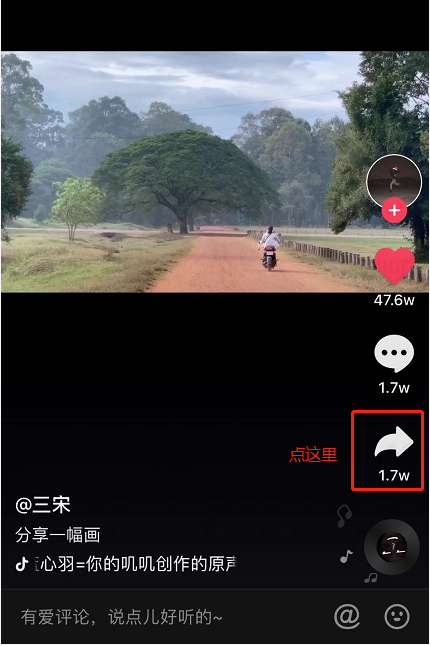 47.6w
1.7w
点这里
1.7w
@三宋
分享一幅画
心羽=你的叽叽创作的原声
有爱评论，说点儿好听的~